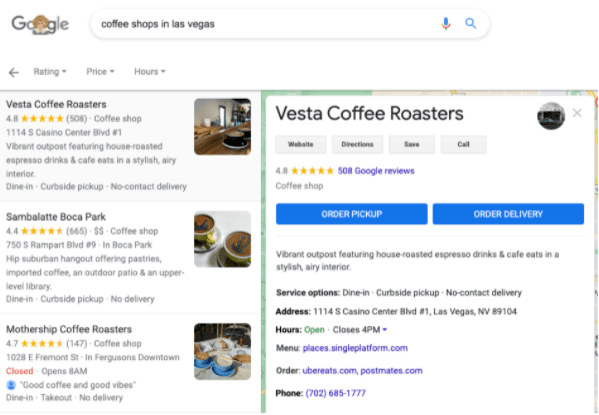 Google
coffee shops in las vegas
Rating Price Hours
Vesta Coffee Roasters
4.8 (508) · Coffee shop
1114 S Casino Center Blvd #1
Vibrant outpost featuring house-roasted
espresso drinks & cafe eats in a stylish, airy
interior.
Dine-in · Curbside pickup · No-contact delivery
Sambalatte Boca Park
4.4 (665) · $$ · Coffee shop
750 S Rampart Blvd #9 · In Boca Park
Hip suburban hangout offering pastries,
imported coffee, an outdoor patio & an upper-
level library.
Dine-in · Curbside pickup · No delivery
Mothership Coffee Roasters
4.7 (147) · Coffee shop
1028 E Fremont St · In Fergusons Downtown
Closed · Opens 8AM
"Good coffee and good vibes"
Dine-in · Takeout · No delivery
Vesta Coffee Roasters
Website Directions Save Call
4.8 508 Google reviews
Coffee shop
ORDER PICKUP ORDER DELIVERY
Vibrant outpost featuring house-roasted espresso drinks & cafe eats in a
stylish, airy interior.
Service options: Dine-in · Curbside pickup · No-contact delivery
Address: 1114 S Casino Center Blvd #1, Las Vegas, NV 89104
Hours: Open · Closes 4PM
Menu: places.singleplatform.com
Order: ubereats.com, postmates.com
Phone: (702) 685-1777